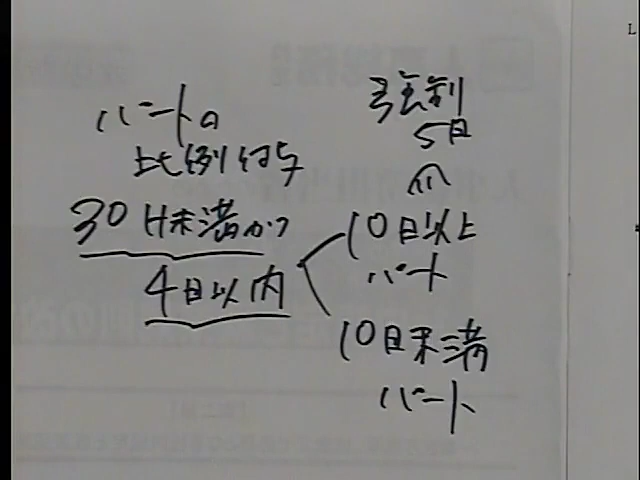 パートの
比例付与
30H未満かつ
4日以内
強制
5日
10日以上
パート
10日未満
パート